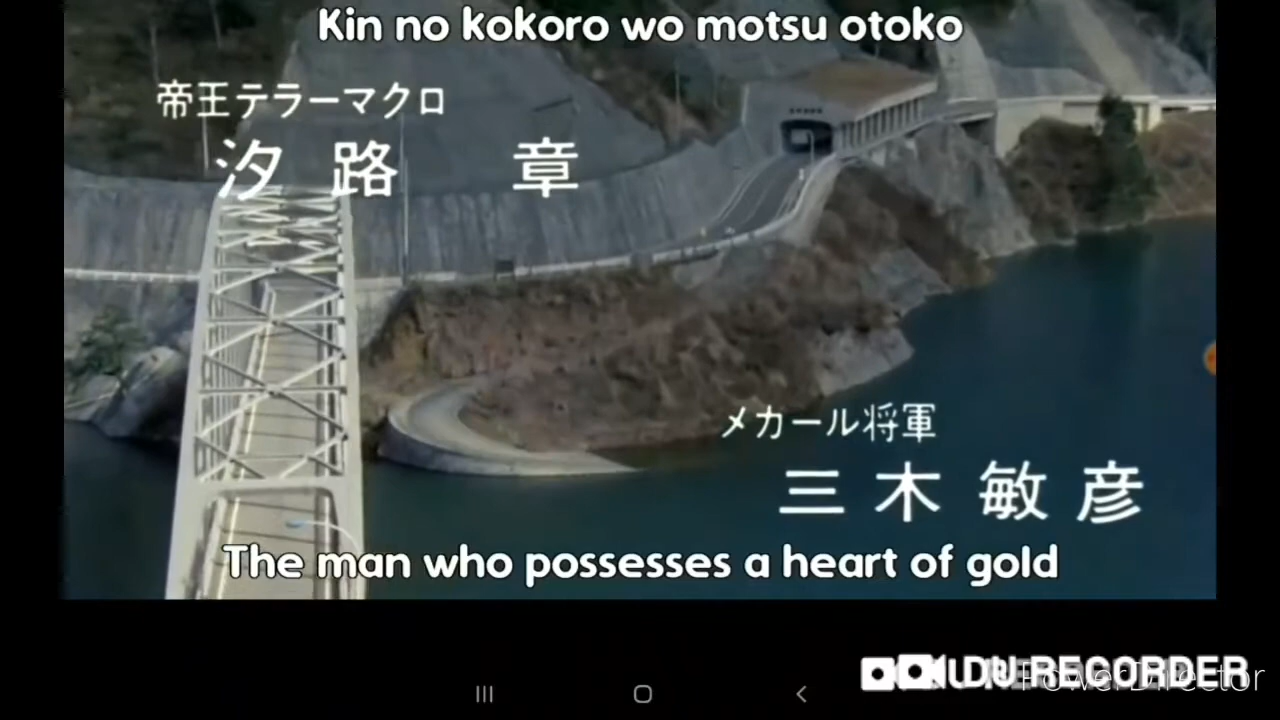 Kin no kokoro wo motsu otoko
帝王テラーマクロ
汐路 章
メカール将軍
三木敏彦
The man who possesses a heart of gold
DU RECORDER
PowerDirector